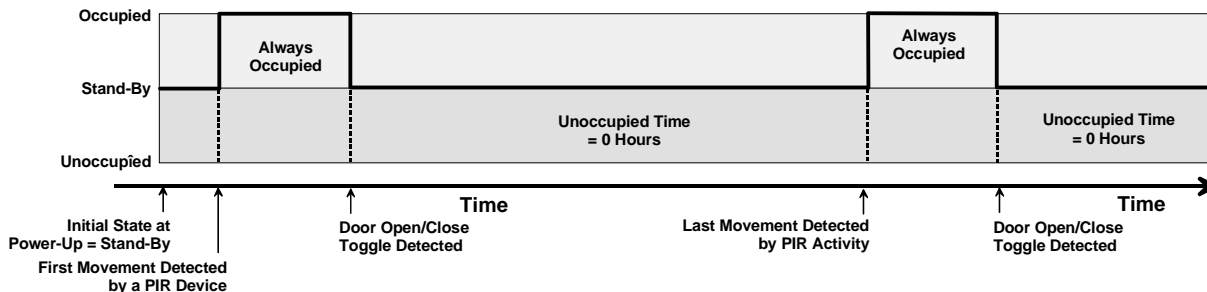 Occupied
Always
Occupied
Always
Occupied
Stand-By
Unoccupied Time
= 0 Hours
Unoccupied Time
= 0 Hours
Unoccupied
Time
Time
Initial State at
Power-Up = Stand-By
First Movement Detected
by a PIR Device
Door Open/Close
Toggle Detected
Last Movement Detected
by PIR Activity
Door Open/Close
Toggle Detected